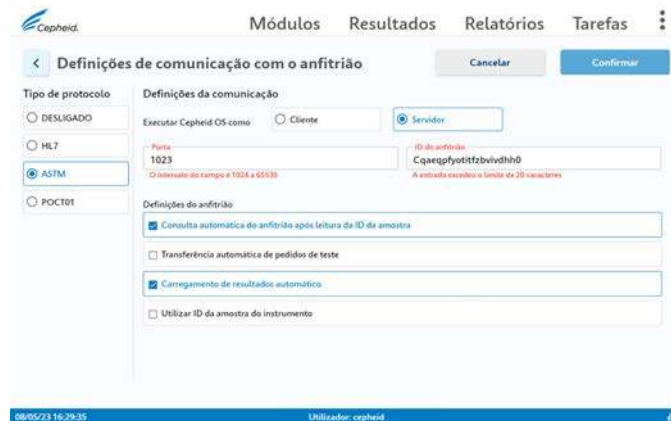 Cepheid.
Módulos Resultados Relatórios Tarefas
Definições de comunicação com o anfitrião Cancelar Confirmar
Tipo de protocolo
Definições da comunicação
DESLIGADO
Executar Cepheid OS como Cliente Servidor
HL7
Porta ID do anfitrião
1023 Cqaeqpfyotitfzbvivdhh0
ASTM
O intervalo do campo é 1024 a 65535 A entrada excedeu o limite de 20 caracteres
POCT01
Definições do anfitrião
Consulta automática do anfitrião após leitura da ID da amostra
Transferência automática de pedidos de teste
Carregamento de resultados automático
Utilizar ID da amostra do instrumento
08/05/23 16:29:35 Utilizador: cepheid